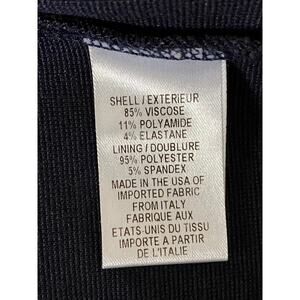 SHELL / EXTERIEUR
85% VISCOSE
11% POLYAMIDE
4% ELASTANE
LINING / DOUBLURE
95% POLYESTER
5% SPANDEX
MADE IN THE USA OF
IMPORTED FABRIC
FROM ITALY
FABRIQUE AUX
ETATS-UNIS DU TISSU
IMPORTE A PARTIR
DE L'ITALIE